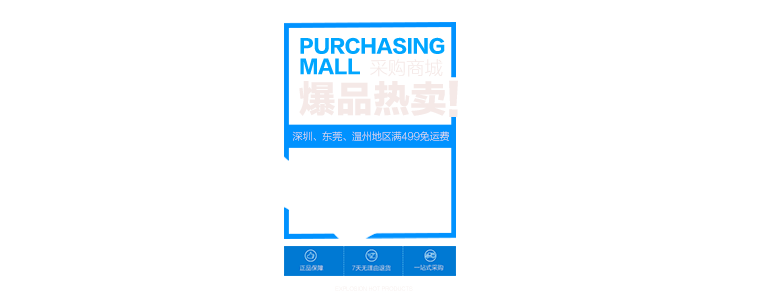 PURCHASING
MALL 采购商城
爆品热卖!
深圳、东莞、温州地区满499免运费
正品保障 7天无理由退货 一站式采购